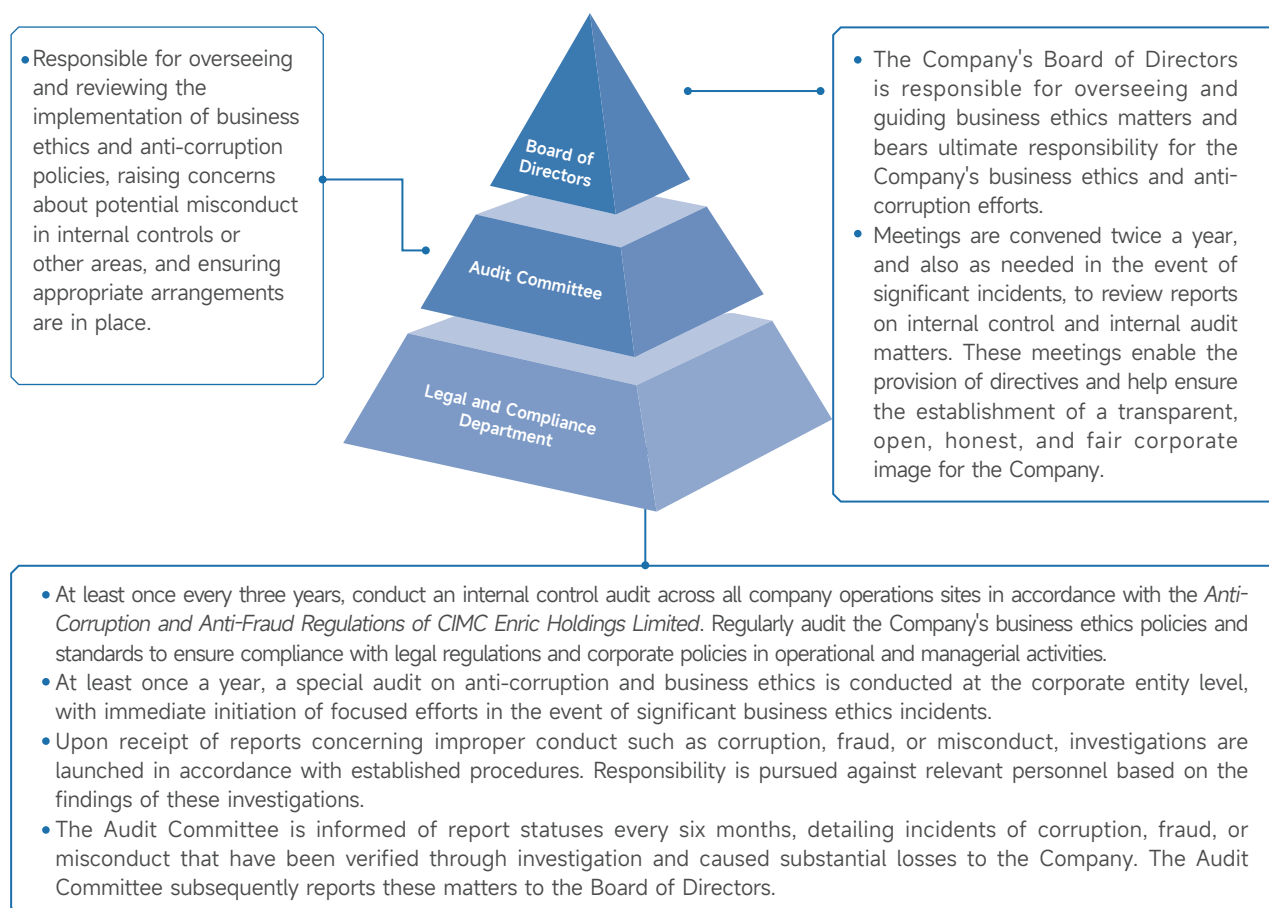 • Responsible for overseeing
and reviewing the
implementation of business
ethics and anti-corruption
policies, raising concerns
about potential misconduct
in internal controls or
other areas, and ensuring
appropriate arrangements
are in place.
Board of
Directors
Audit Committee
Legal and Compliance
Department
• The Company's Board of Directors
is responsible for overseeing and
guiding business ethics matters and
bears ultimate responsibility for the
Company's business ethics and anti-
corruption efforts.
• Meetings are convened twice a year,
and also as needed in the event of
significant incidents, to review reports
on internal control and internal audit
matters. These meetings enable the
provision of directives and help ensure
the establishment of a transparent,
open, honest, and fair corporate
image for the Company.
• At least once every three years, conduct an internal control audit across all company operations sites in accordance with the Anti-
Corruption and Anti-Fraud Regulations of CIMC Enric Holdings Limited. Regularly audit the Company's business ethics policies and
standards to ensure compliance with legal regulations and corporate policies in operational and managerial activities.
• At least once a year, a special audit on anti-corruption and business ethics is conducted at the corporate entity level,
with immediate initiation of focused efforts in the event of significant business ethics incidents.
• Upon receipt of reports concerning improper conduct such as corruption, fraud, or misconduct, investigations are
launched in accordance with established procedures. Responsibility is pursued against relevant personnel based on the
findings of these investigations.
• The Audit Committee is informed of report statuses every six months, detailing incidents of corruption, fraud, or
misconduct that have been verified through investigation and caused substantial losses to the Company. The Audit
Committee subsequently reports these matters to the Board of Directors.